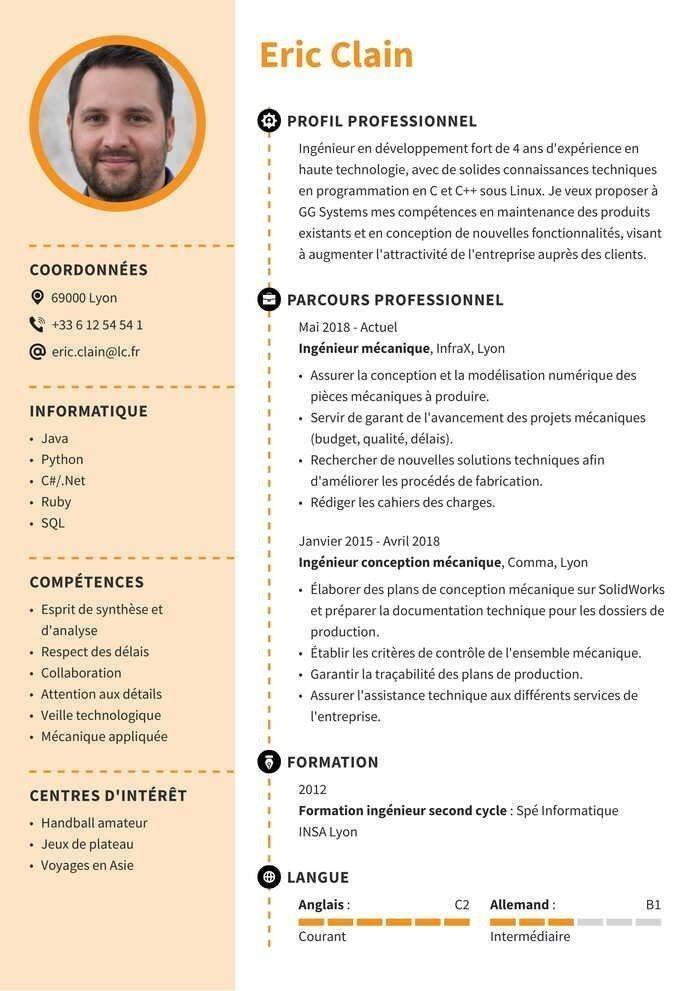 Eric Clain
COORDONNÉES
69000 Lyon
+33 6 12 54 54 1
eric.clain@lc.fr
INFORMATIQUE
• Java
• Python
• C#/.Net
• Ruby
• SQL
COMPÉTENCES
• Esprit de synthèse et
d'analyse
• Respect des délais
• Collaboration
• Attention aux détails
• Veille technologique
• Mécanique appliquée
CENTRES D'INTÉRÊT
• Handball amateur
• Jeux de plateau
• Voyages en Asie
PROFIL PROFESSIONNEL
Ingénieur en développement fort de 4 ans d'expérience en
haute technologie, avec de solides connaissances techniques
en programmation en C et C++ sous Linux. Je veux proposer à
GG Systems mes compétences en maintenance des produits
existants et en conception de nouvelles fonctionnalités, visant
à augmenter l'attractivité de l'entreprise auprès des clients.
PARCOURS PROFESSIONNEL
Mai 2018 - Actuel
Ingénieur mécanique, InfraX, Lyon
• Assurer la conception et la modélisation numérique des
pièces mécaniques à produire.
• Servir de garant de l'avancement des projets mécaniques
(budget, qualité, délais).
• Rechercher de nouvelles solutions techniques afin
d'améliorer les procédés de fabrication.
• Rédiger les cahiers des charges.
Janvier 2015 - Avril 2018
Ingénieur conception mécanique, Comma, Lyon
• Élaborer des plans de conception mécanique sur SolidWorks
et préparer la documentation technique pour les dossiers de
production.
• Établir les critères de contrôle de l'ensemble mécanique.
• Garantir la traçabilité des plans de production.
• Assurer l'assistance technique aux différents services de
l'entreprise.
FORMATION
2012
Formation ingénieur second cycle : Spé Informatique
INSA Lyon
LANGUE
Anglais : C2
Courant
Allemand : B1
Intermédiaire